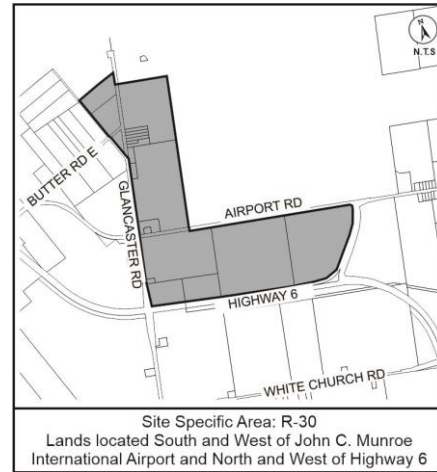 N
N.T.S
BUTTER RD E
GLANCASTER RD
AIRPORT RD
HIGHWAY 6
WHITE CHURCH RD
Site Specific Area: R-30
Lands located South and West of John C. Munroe
International Airport and North and West of Highway 6